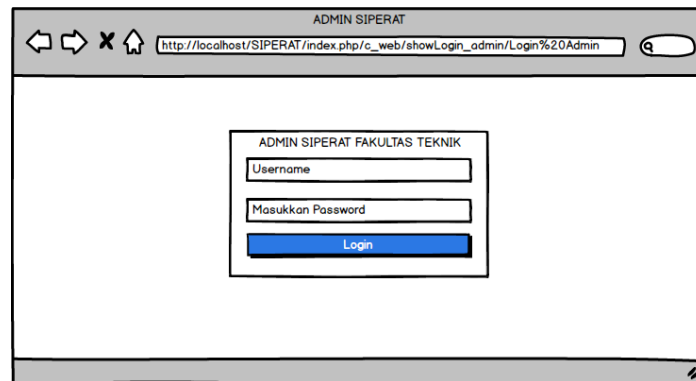 ADMIN SIPERAT
http://localhost/SIPERAT/index.php/c_web/showLogin_admin/Login%20Admin
ADMIN SIPERAT FAKULTAS TEKNIK
Username
Masukkan Password
Login